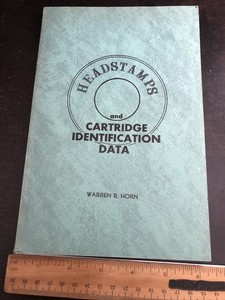 HEADSTAMPS
and
CARTRIDGE
IDENTIFICATION
DATA
WARREN B. HORN